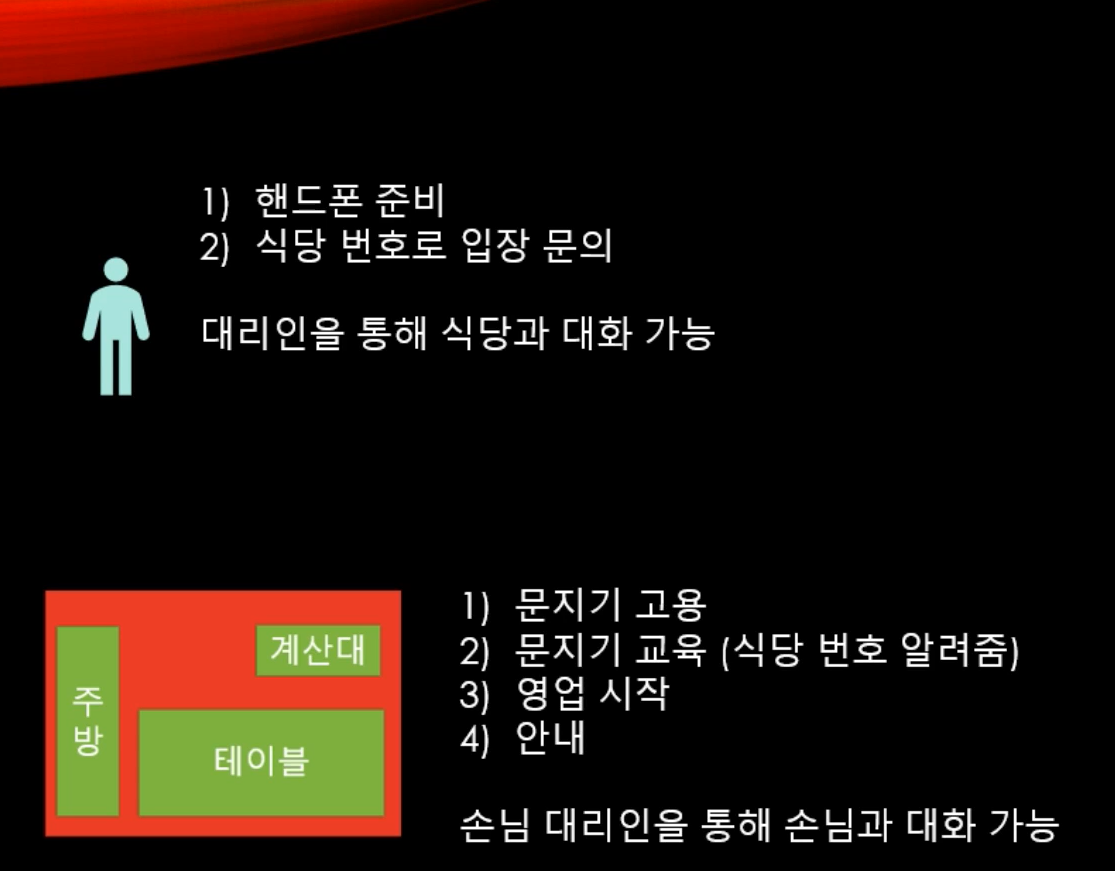 1) 핸드폰 준비
2) 식당 번호로 입장 문의
대리인을 통해 식당과 대화 가능
계산대
주방
테이블
1) 문지기 고용
2) 문지기 교육 (식당 번호 알려줌)
3) 영업 시작
4) 안내
손님 대리인을 통해 손님과 대화 가능